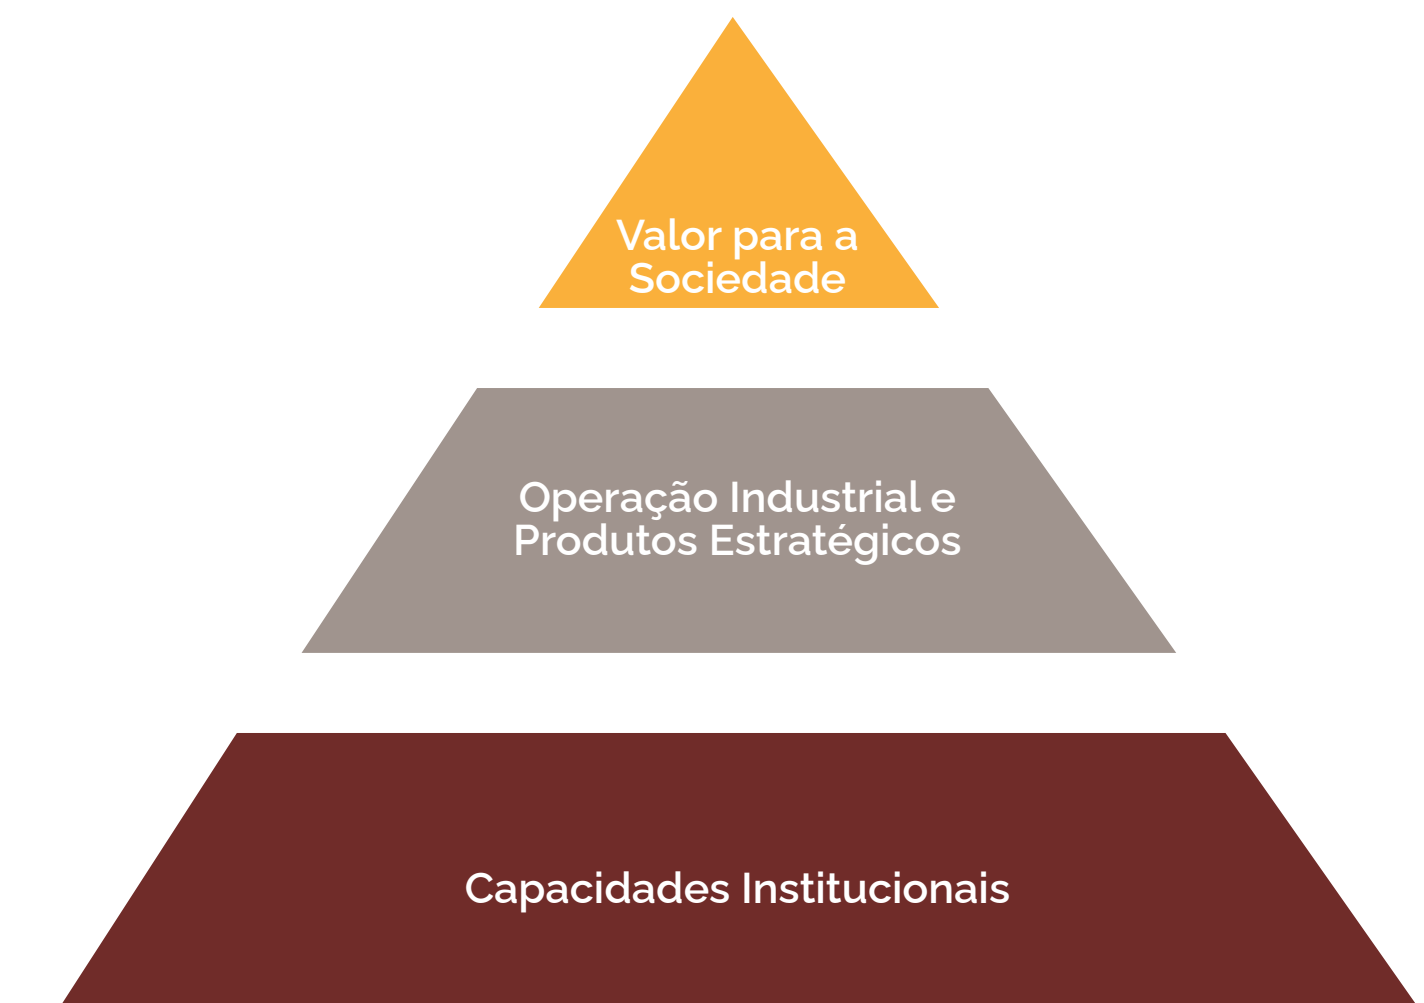 Valor para a
Sociedade
Operação Industrial e
Produtos Estratégicos
Capacidades Institucionais